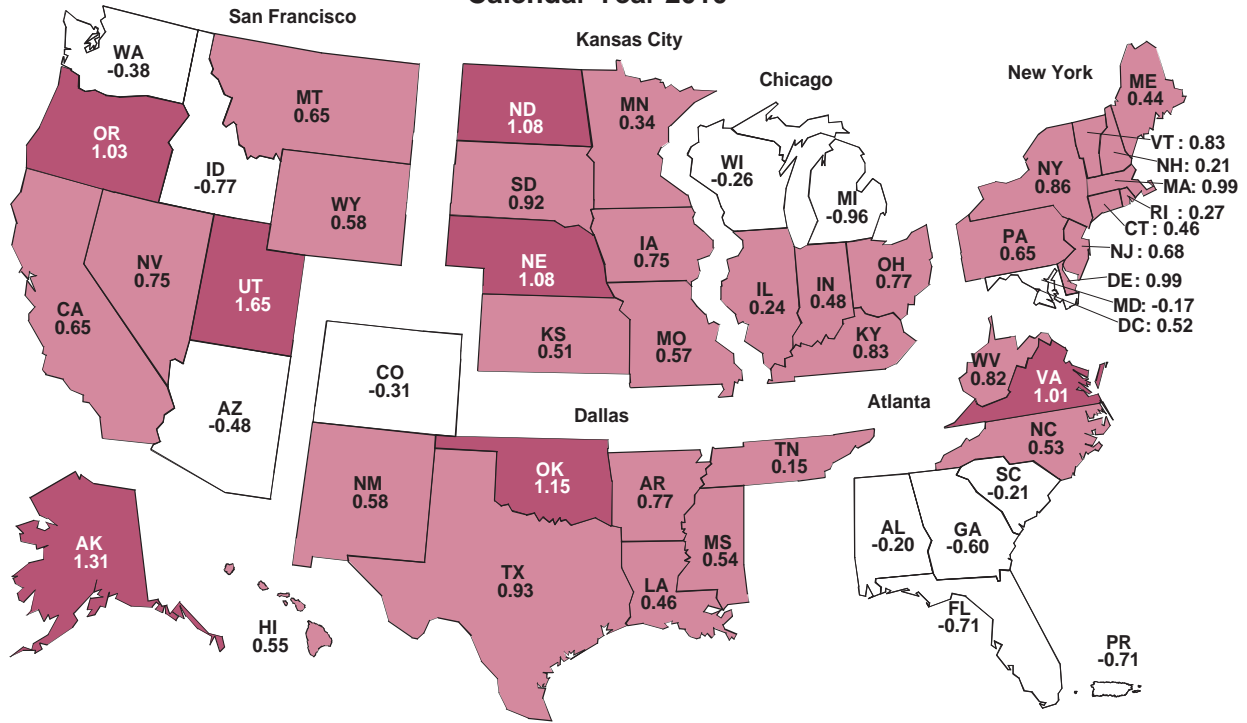 Calendar Year 2010
San Francisco
Kansas City
Chicago
New York
WA
-0.38
MT
0.65
OR
1.03
ID
-0.77
WY
0.58
NV
0.75
UT
1.65
CA
0.65
AZ
-0.48
AK
1.31
HI
0.55
ND
1.08
MN
0.34
SD
0.92
NE
1.08
IA
0.75
KS
0.51
MO
0.57
WI
-0.26
MI
-0.96
IL
0.24
IN
0.48
OH
0.77
KY
0.83
ME
0.44
NY
0.86
VT : 0.83
NH: 0.21
MA: 0.99
RI : 0.27
CT : 0.46
NJ : 0.68
PA
0.65
DE: 0.99
MD: -0.17
DC: 0.52
Dallas
CO
-0.31
NM
0.58
OK
1.15
TX
0.93
AR
0.77
LA
0.46
MS
0.54
TN
0.15
Atlanta
WV
0.82
VA
1.01
NC
0.53
SC
-0.21
AL
-0.20
GA
-0.60
FL
-0.71
PR
-0.71